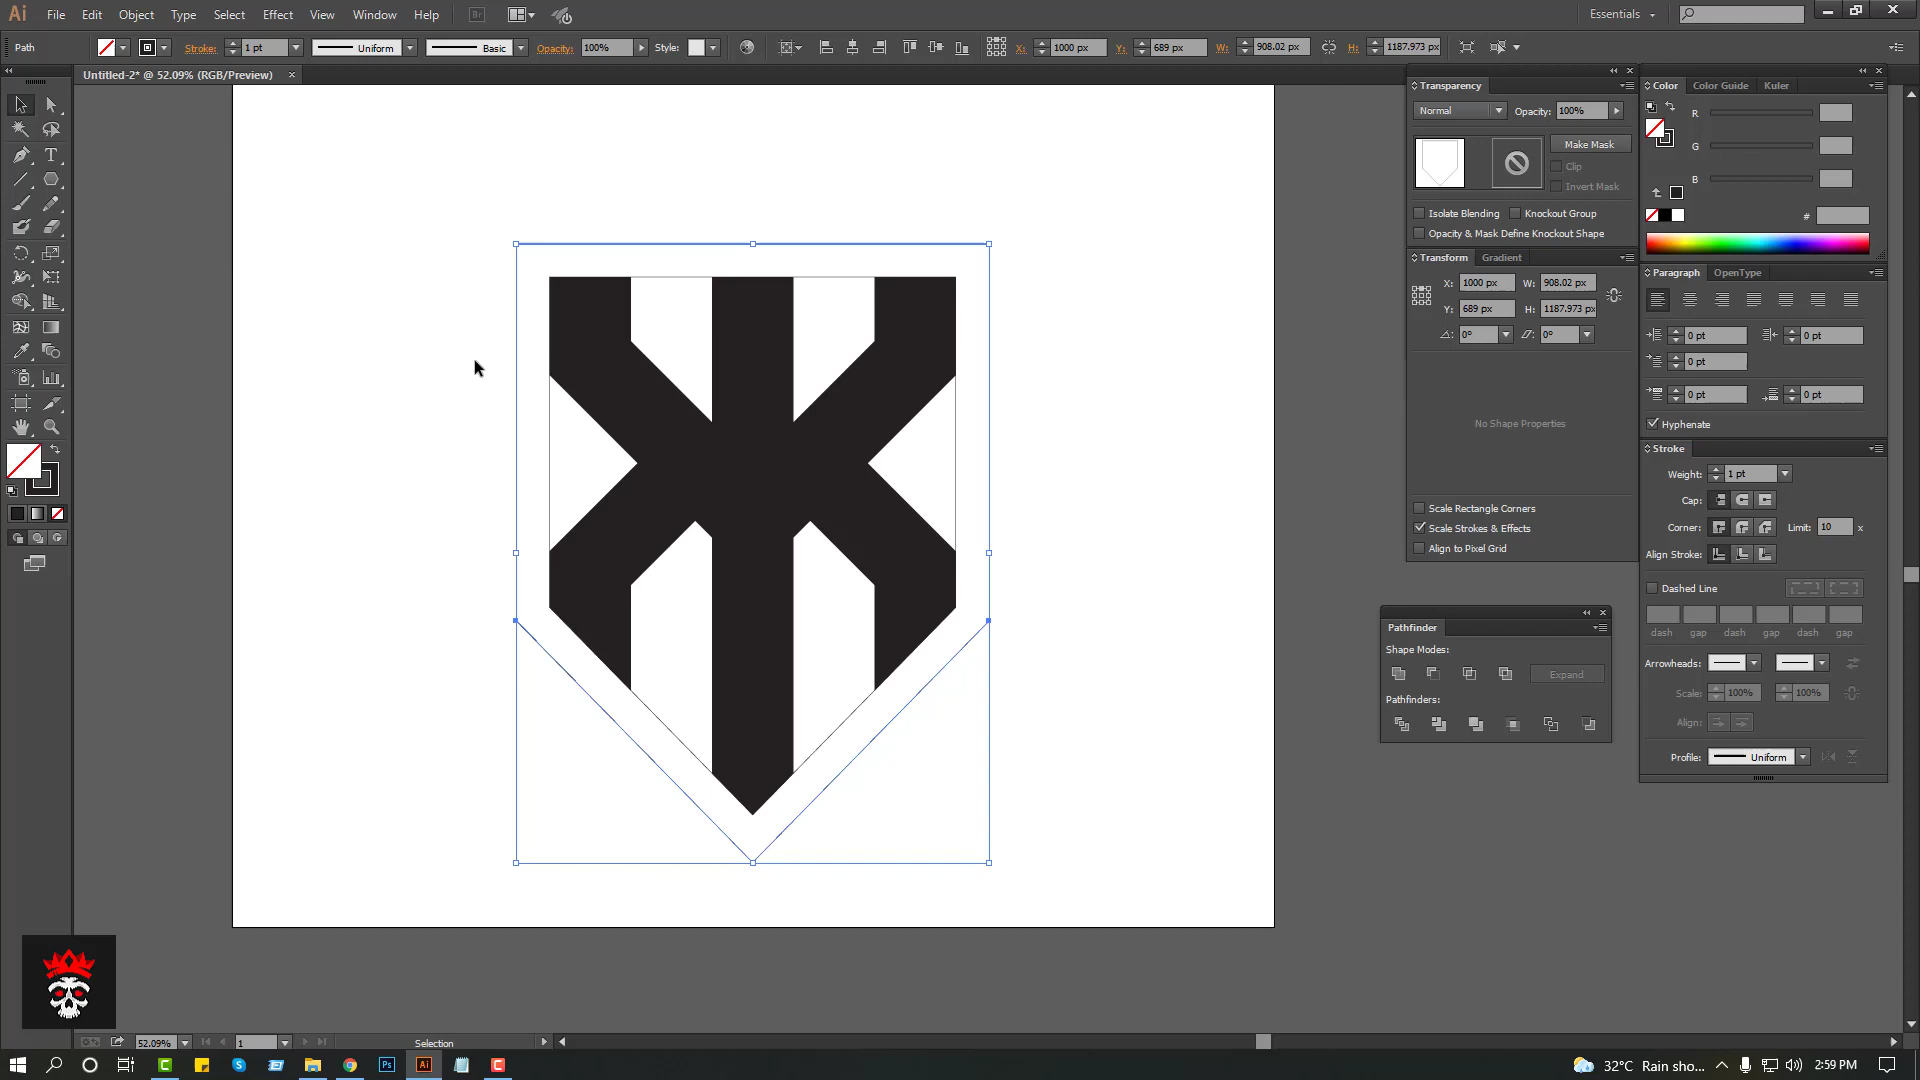 Ai File Edit Object Type Select Effect View Window Help Br Essentials
Path Stroke: 1 pt Uniform Basic Opacity: 100% Style: X: 1000 px Y: 689 px W: 908.02 px H: 1187.973 px
Untitled-2* @ 52.09% (RGB/Preview)
Transparency
Normal Opacity: 100%
Make Mask
Clip
Invert Mask
Isolate Blending Knockout Group
Opacity & Mask Define Knockout Shape
Transform Gradient
X: 1000 px W: 908.02 px
Y: 689 px H: 1187.973 px
0° 0°
No Shape Properties
Scale Rectangle Corners
Scale Strokes & Effects
Align to Pixel Grid
Pathfinder
Shape Modes:
Expand
Pathfinders:
Color Color Guide Kuler
R
G
B
#
Paragraph OpenType
0 pt 0 pt
0 pt
0 pt 0 pt
Hyphenate
Stroke
Weight: 1 pt
Cap:
Corner: Limit: 10 x
Align Stroke:
Dashed Line
dash gap dash gap dash gap
Arrowheads:
Scale: 100% 100%
Align:
Profile: Uniform
52.09% 1 Selection
Ps Ai 32°C Rain sho... 2:59 PM